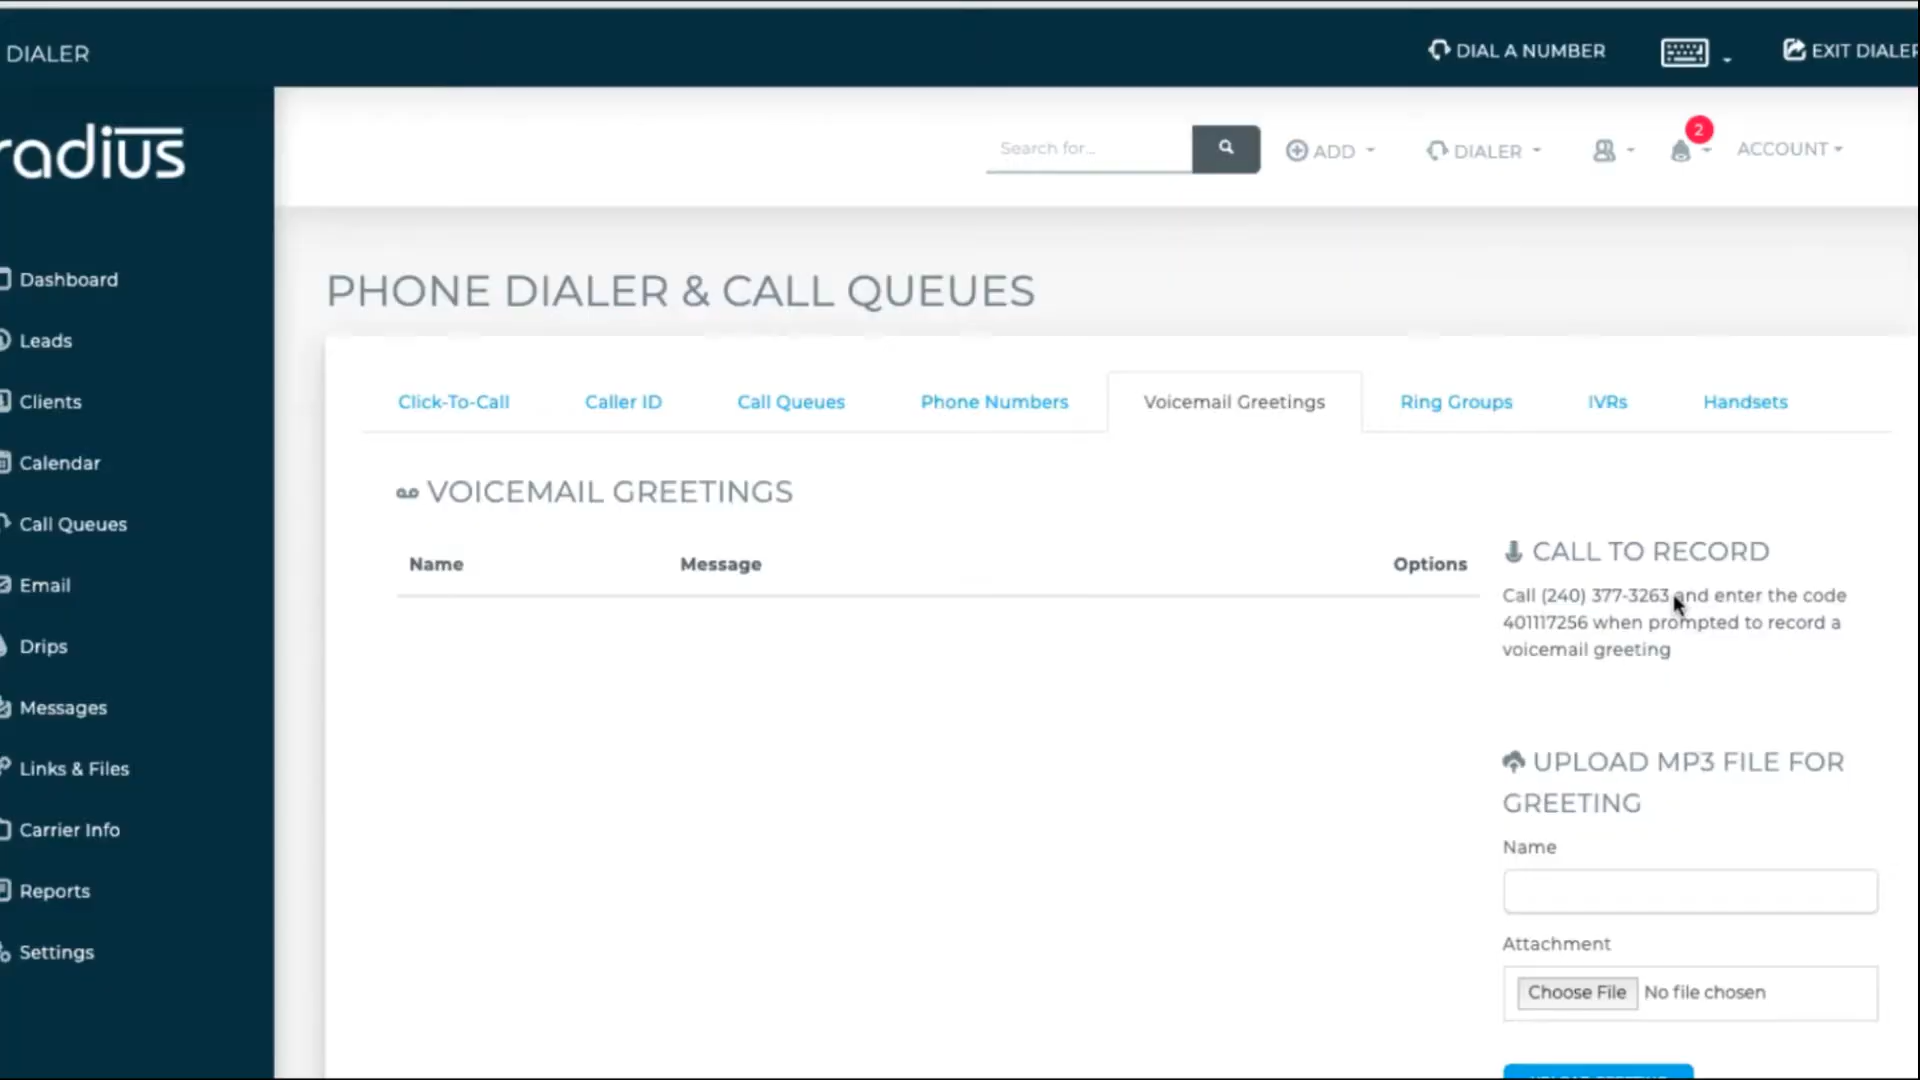 DIALER
DIAL A NUMBER
EXIT DIALER
radius
Search for...
ADD
DIALER
2
ACCOUNT
Dashboard
Leads
Clients
Calendar
Call Queues
Email
Drips
Messages
Links & Files
Carrier Info
Reports
Settings
PHONE DIALER & CALL QUEUES
Click-To-Call
Caller ID
Call Queues
Phone Numbers
Voicemail Greetings
Ring Groups
IVRs
Handsets
VOICEMAIL GREETINGS
Name
Message
Options
CALL TO RECORD
Call (240) 377-3263 and enter the code
401117256 when prompted to record a
voicemail greeting
UPLOAD MP3 FILE FOR
GREETING
Name
Attachment
Choose File No file chosen